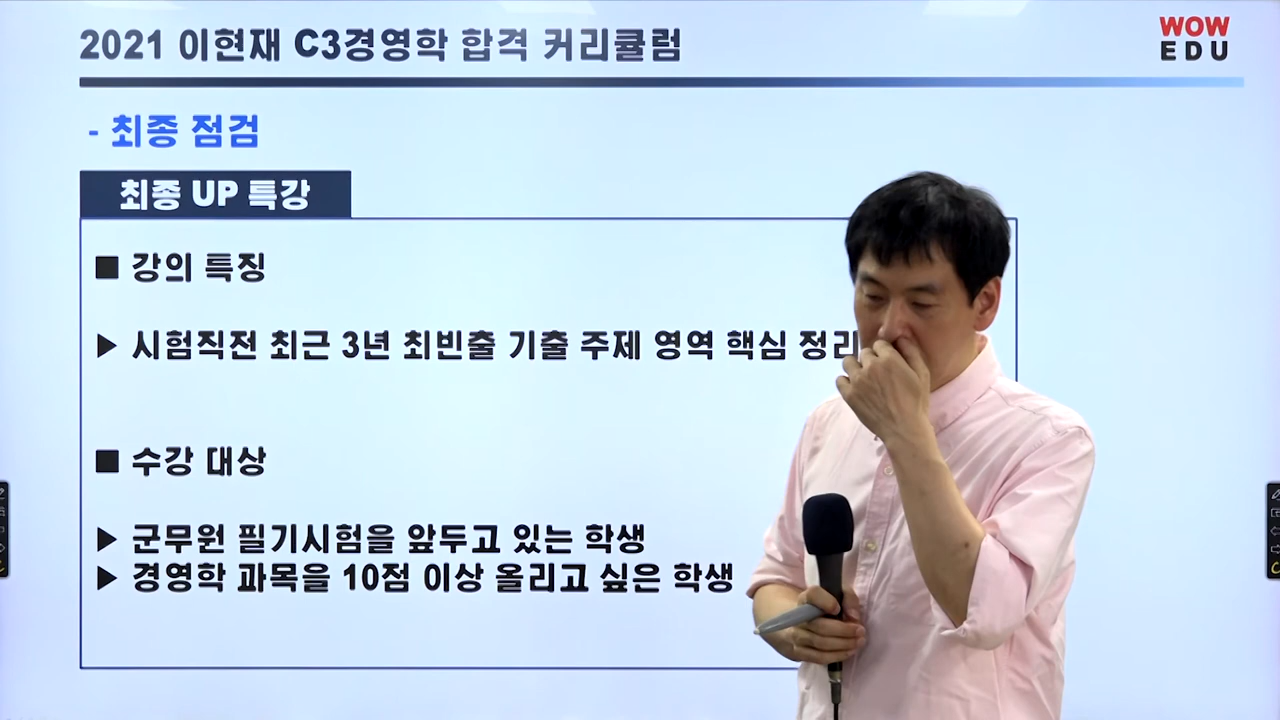 2021 이현재 C3경영학 합격 커리큘럼
WOW
EDU
- 최종 점검
최종 UP 특강
■ 강의 특징
▶ 시험직전 최근 3년 최빈출 기출 주제 영역 핵심 정리
■ 수강 대상
▶ 군무원 필기시험을 앞두고 있는 학생
▶ 경영학 과목을 10점 이상 올리고 싶은 학생